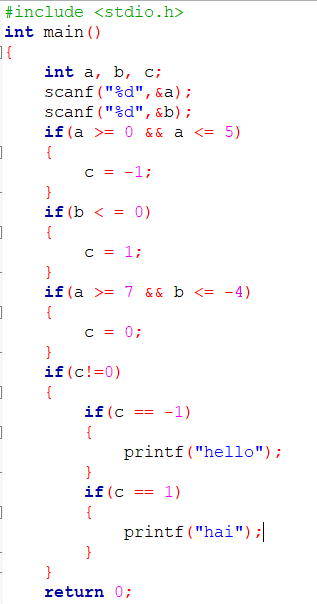 #include <stdio.h>
int main()
{
    int a, b, c;
    scanf("%d",&a);
    scanf("%d",&b);
    if(a >= 0 && a <= 5)
    {
        c = -1;
    }
    if(b < = 0)
    {
        c = 1;
    }
    if(a >= 7 && b <= -4)
    {
        c = 0;
    }
    if(c!=0)
    {
        if(c == -1)
        {
            printf("hello");
        }
        if(c == 1)
        {
            printf("hai");
        }
    }
    return 0;